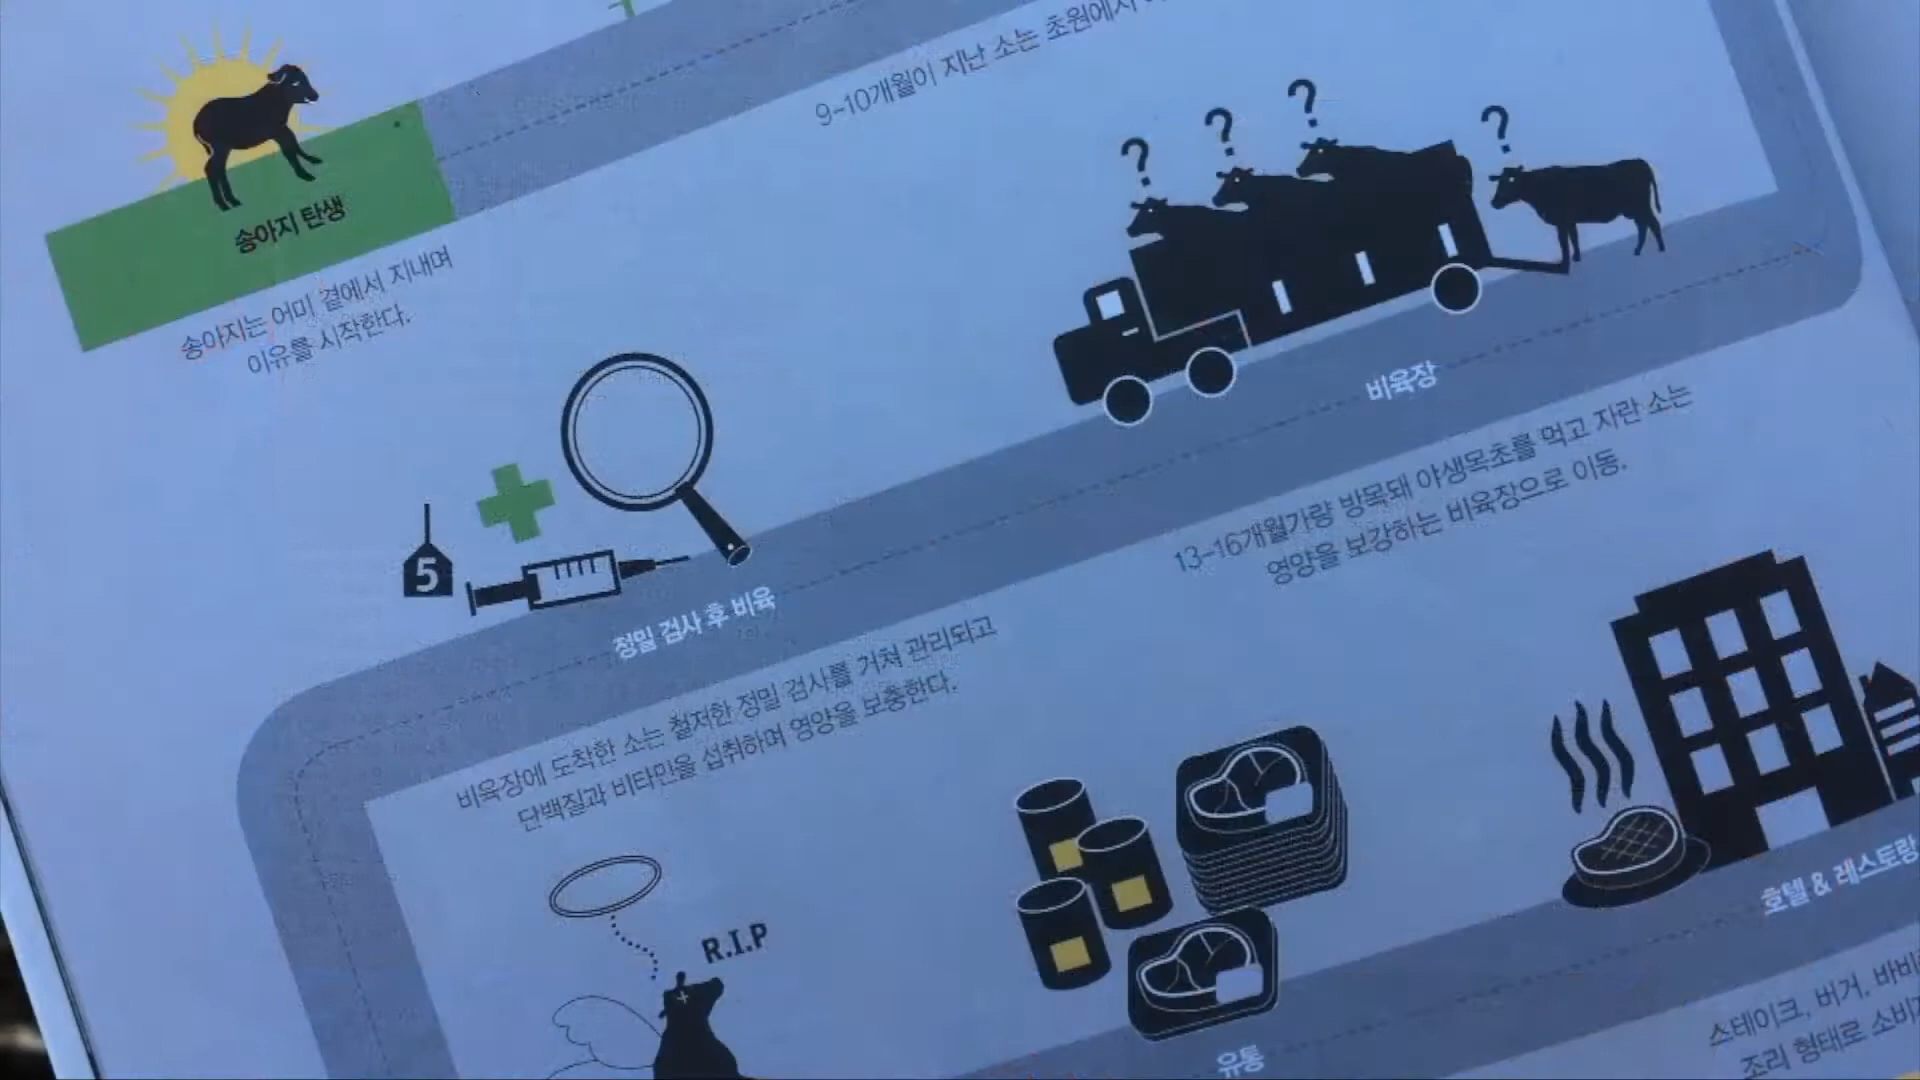 송아지 탄생
송아지는 어미 곁에서 지내며
이유를 시작한다.
9-10개월이 지난 소는 초원에서
?
?
?
?
비육장
13-16개월가량 방목돼 야생목초를 먹고 자란 소는
영양을 보강하는 비육장으로 이동.
5
정밀 검사 후 비육
비육장에 도착한 소는 철저한 정밀 검사를 거쳐 관리되고
단백질과 비타민을 섭취하며 영양을 보충한다.
R.I.P
유통
호텔 & 레스토랑
스테이크, 버거, 바비
조리 형태로 소비